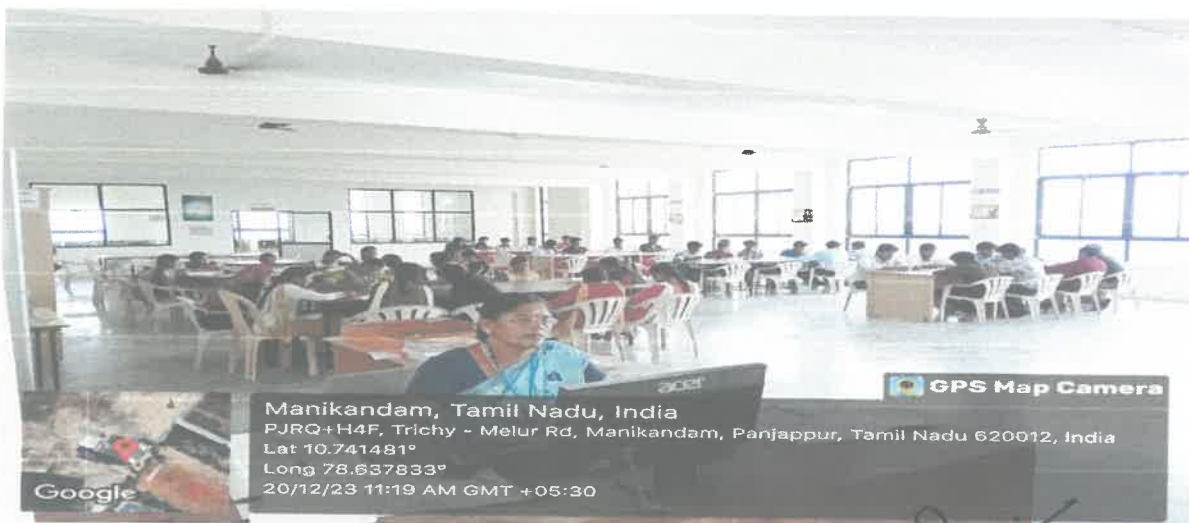 acer
GPS Map Camera
Manikandam, Tamil Nadu, India
PJRQ+H4F, Trichy - Melur Rd, Manikandam, Panjappur, Tamil Nadu 620012, India
Lat 10.741481°
Long 78.637833°
20/12/23 11:19 AM GMT +05:30
Google